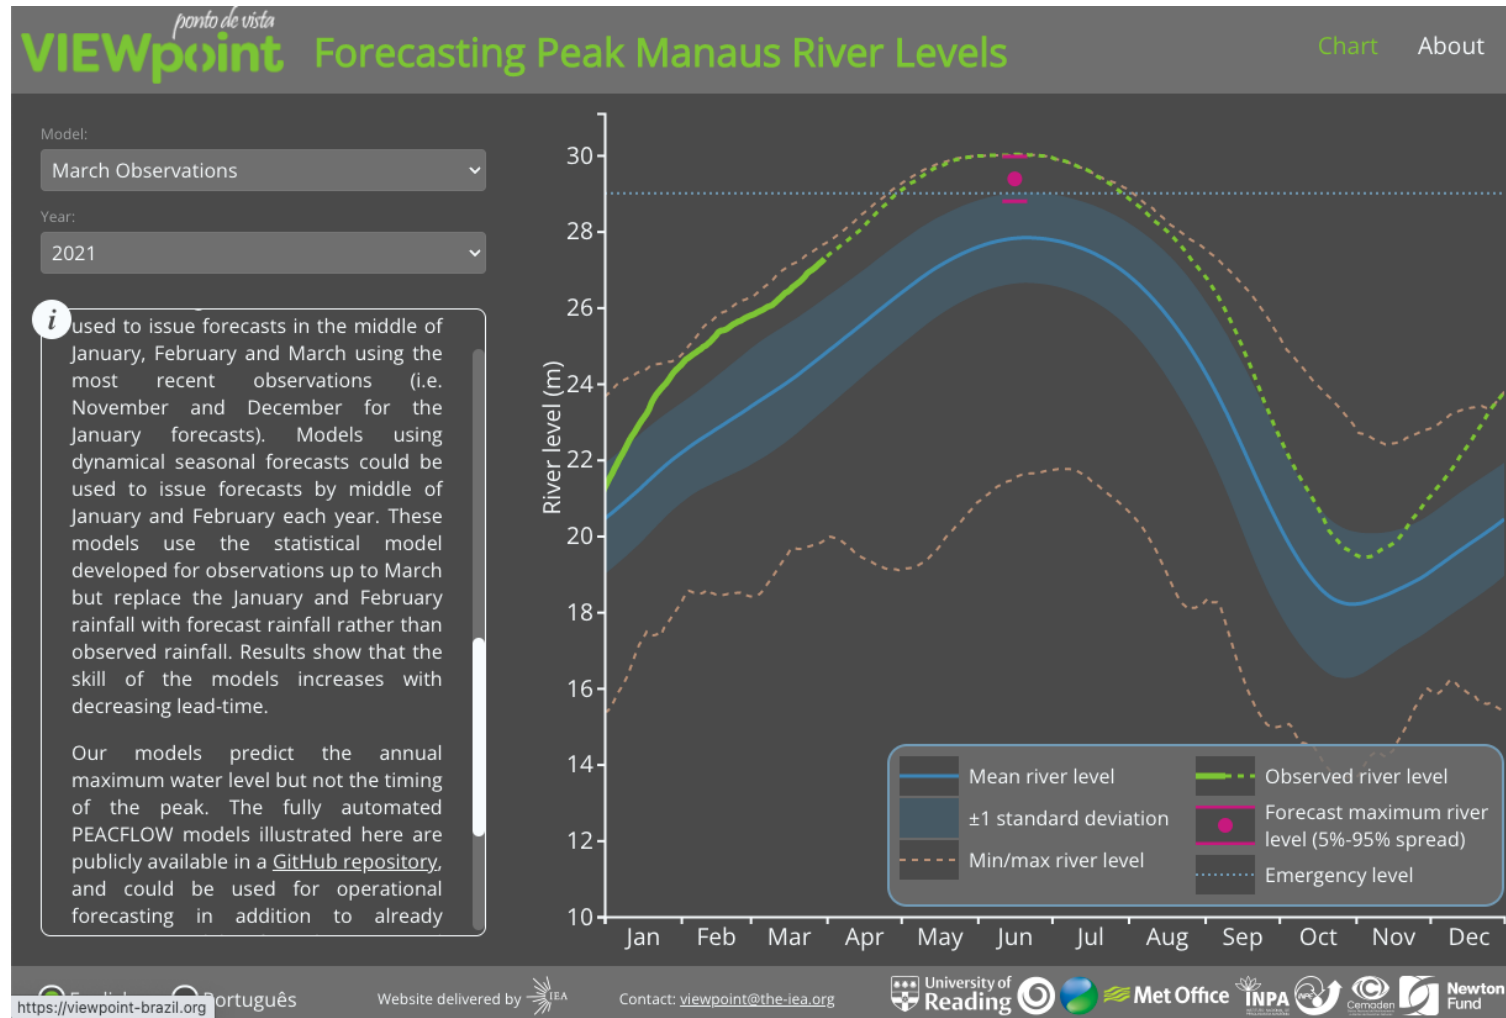 ponto de vista
VIEWpoint
Forecasting Peak Manaus River Levels
Chart
About
Model:
March Observations
Year:
2021
i
used to issue forecasts in the middle of
January, February and March using the
most recent observations (i.e.
November and December for the
January forecasts). Models using
dynamical seasonal forecasts could be
used to issue forecasts by middle of
January and February each year. These
models use the statistical model
developed for observations up to March
but replace the January and February
rainfall with forecast rainfall rather than
observed rainfall. Results show that the
skill of the models increases with
decreasing lead-time.
Our models predict the annual
maximum water level but not the timing
of the peak. The fully automated
PEACFLOW models illustrated here are
publicly available in a GitHub repository,
and could be used for operational
forecasting in addition to already
River level (m)
30
28
26
24
22
20
18
16
14
12
10
Jan Feb Mar Apr May Jun Jul Aug Sep Oct Nov Dec
Mean river level
±1 standard deviation
Min/max river level
Observed river level
Forecast maximum river
level (5%-95% spread)
Emergency level
Português
https://viewpoint-brazil.org
Website delivered by IEA
Contact: viewpoint@the-iea.org
University of
Reading
Met Office
INPA
INPE
Cemaden
Newton
Fund